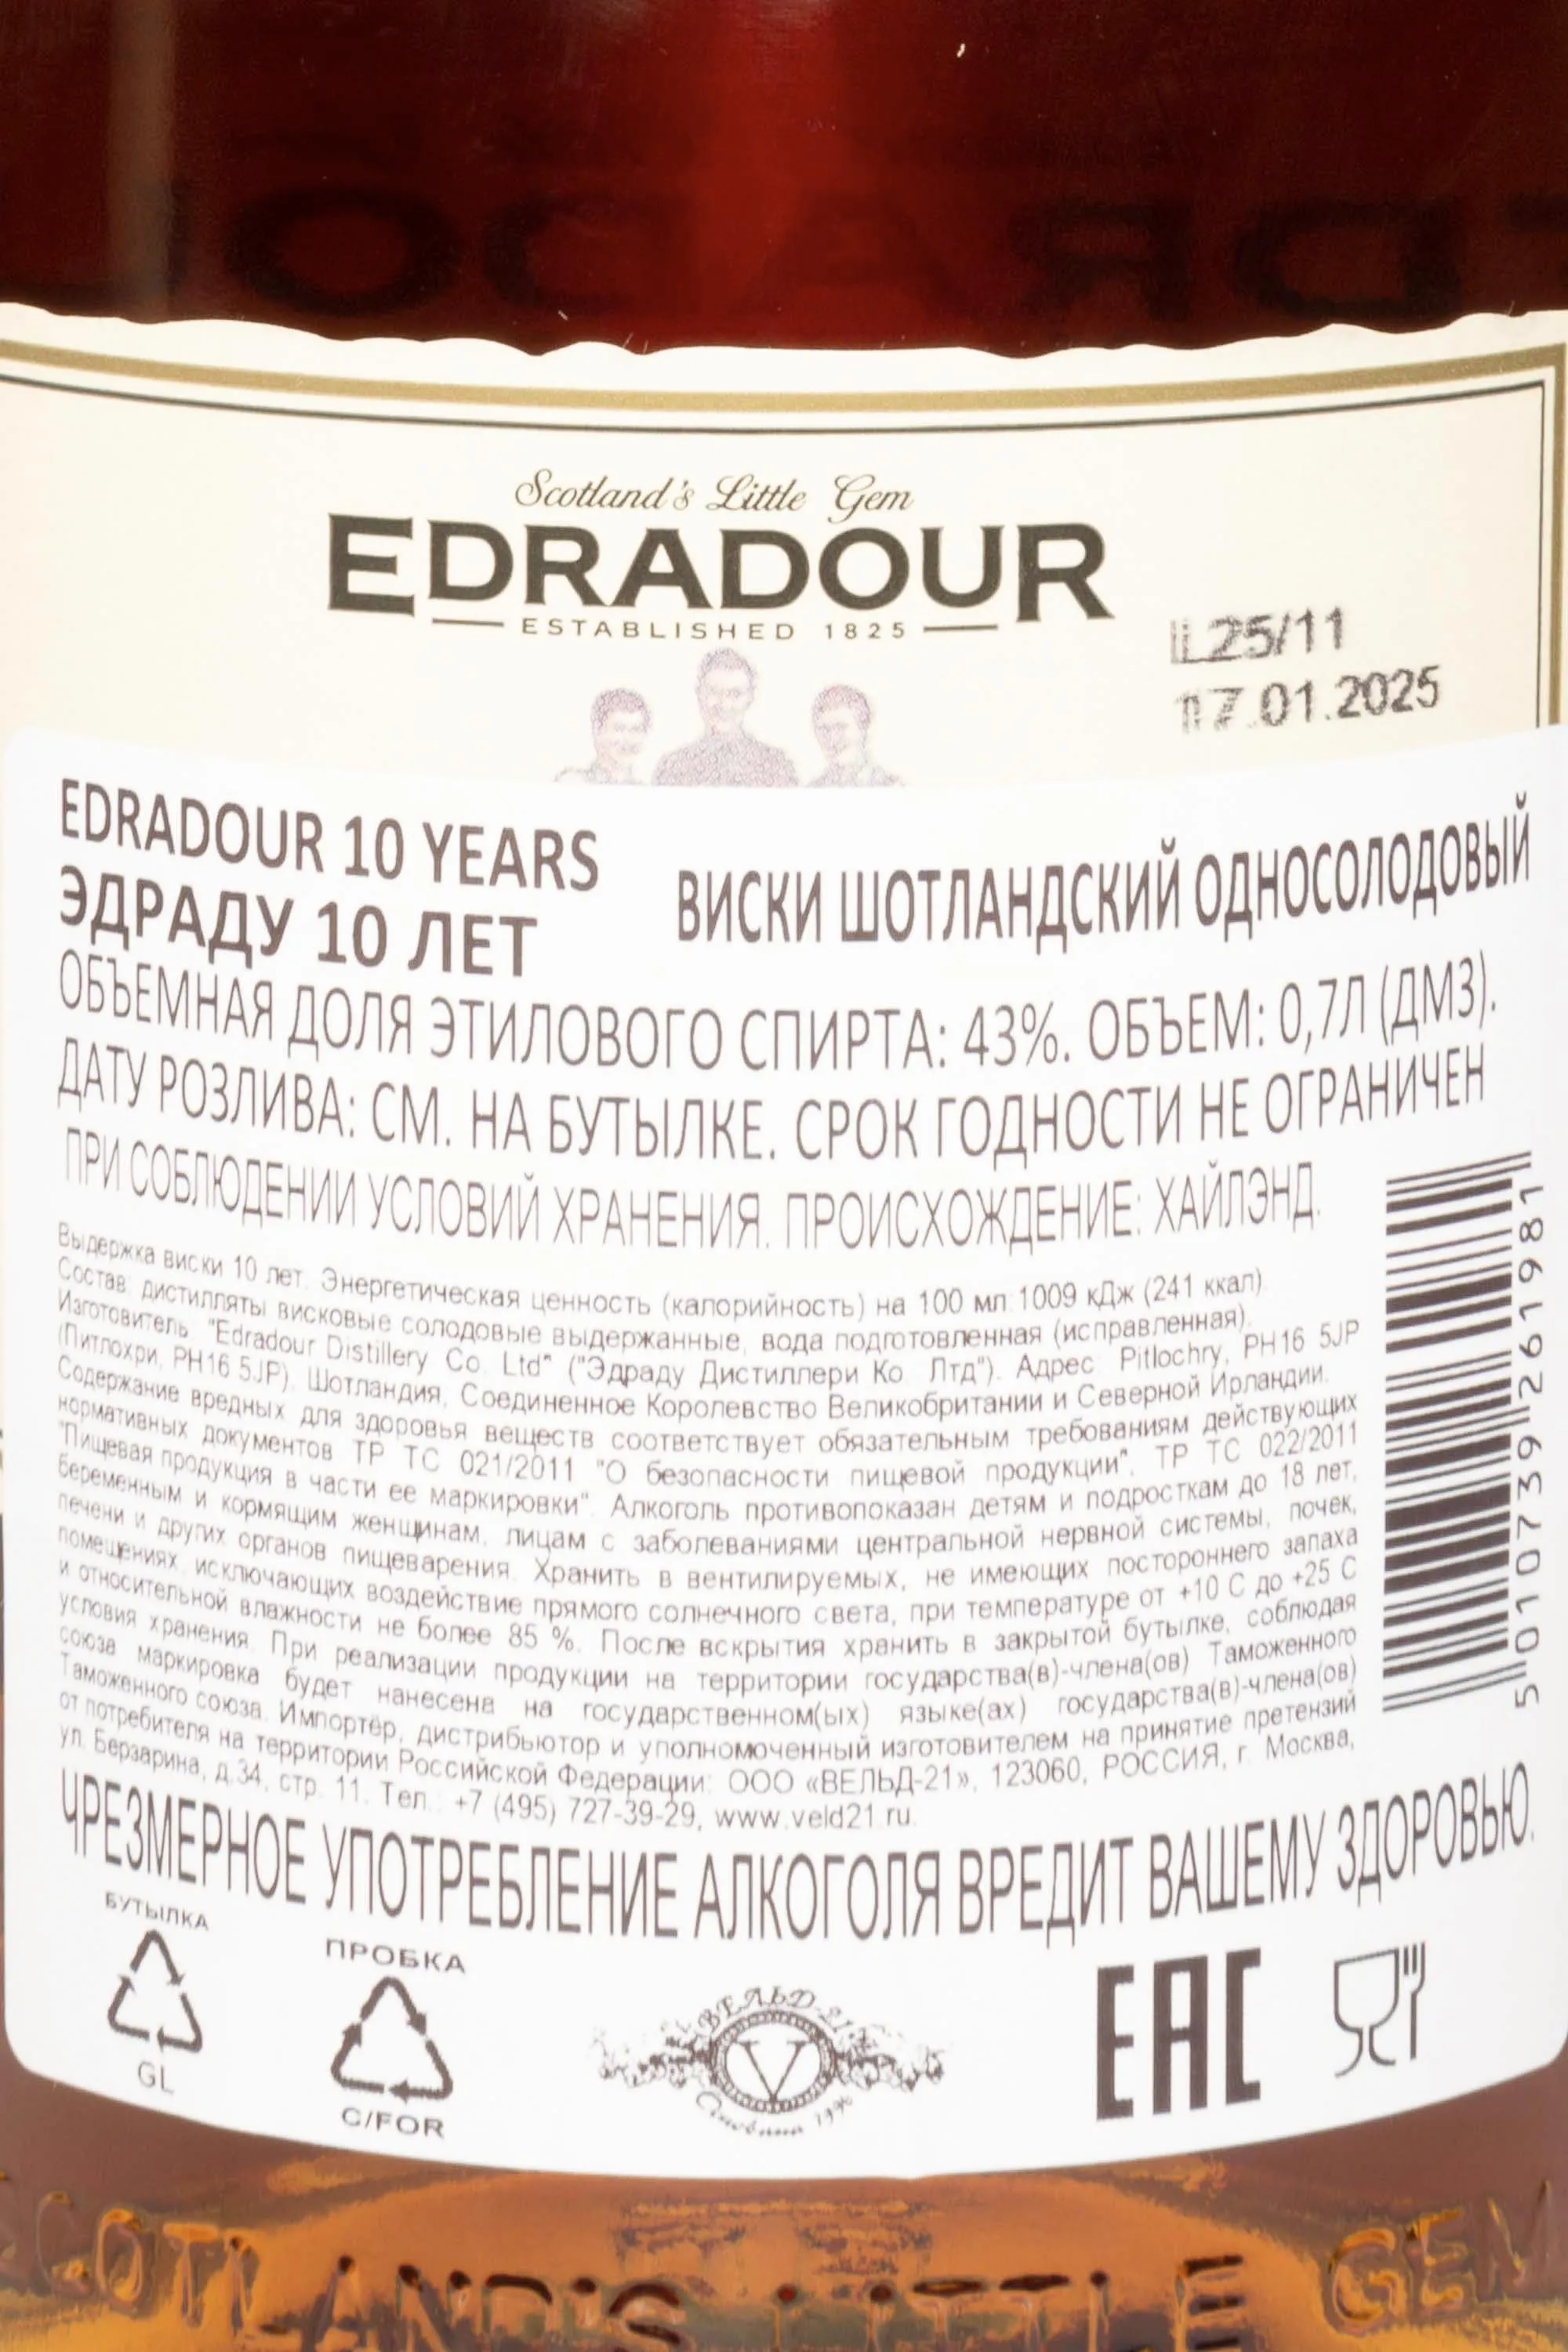 Scotland's Little Gem
EDRADOUR
ESTABLISHED 1825
L25/11
17.01.2025
EDRADOUR 10 YEARS
ЭДРАДУ 10 ЛЕТ
ВИСКИ ШОТЛАНДСКИЙ ОДНОСОЛОДОВЫЙ
ОБЪЕМНАЯ ДОЛЯ ЭТИЛОВОГО СПИРТА: 43%. ОБЪЕМ: 0,7Л (ДМ3).
ДАТУ РОЗЛИВА: СМ. НА БУТЫЛКЕ. СРОК ГОДНОСТИ НЕ ОГРАНИЧЕН
ПРИ СОБЛЮДЕНИИ УСЛОВИЙ ХРАНЕНИЯ. ПРОИСХОЖДЕНИЕ: ХАЙЛЭНД.
Выдержка виски 10 лет. Энергетическая ценность (калорийность) на 100 мл:1009 кДж (241 ккал).
Состав: дистилляты висковые солодовые выдержанные, вода подготовленная (исправленная).
Изготовитель: "Edradour Distillery Co. Ltd" ("Эдраду Дистиллери Ко. Лтд"). Адрес: Pitlochry, PH16 5JP
(Питлохри, PH16 5JP), Шотландия, Соединенное Королевство Великобритании и Северной Ирландии.
Содержание вредных для здоровья веществ соответствует обязательным требованиям действующих
нормативных документов ТР ТС 021/2011 "О безопасности пищевой продукции", ТР ТС 022/2011
"Пищевая продукция в части ее маркировки". Алкоголь противопоказан детям и подросткам до 18 лет,
беременным и кормящим женщинам, лицам с заболеваниями центральной нервной системы, почек,
печени и других органов пищеварения. Хранить в вентилируемых, не имеющих постороннего запаха
помещениях, исключающих воздействие прямого солнечного света, при температуре от +10 С до +25 С
и относительной влажности не более 85 %. После вскрытия хранить в закрытой бутылке, соблюдая
условия хранения. При реализации продукции на территории государства(в)-члена(ов) Таможенного
союза маркировка будет нанесена на государственном(ых) языке(ах) государства(в)-члена(ов)
Таможенного союза. Импортёр, дистрибьютор и уполномоченный изготовителем на принятие претензий
от потребителя на территории Российской Федерации: ООО «ВЕЛЬД-21», 123060, РОССИЯ, г. Москва,
ул. Берзарина, д.34, стр. 11. Тел.: +7 (495) 727-39-29, www.veld21.ru.
5 010739 261981
ЧРЕЗМЕРНОЕ УПОТРЕБЛЕНИЕ АЛКОГОЛЯ ВРЕДИТ ВАШЕМУ ЗДОРОВЬЮ.
БУТЫЛКА
GL
ПРОБКА
C/FOR
ВЕЛЬД-21
V
Основана 1996
EAC
SCOTLAND'S LITTLE GEM